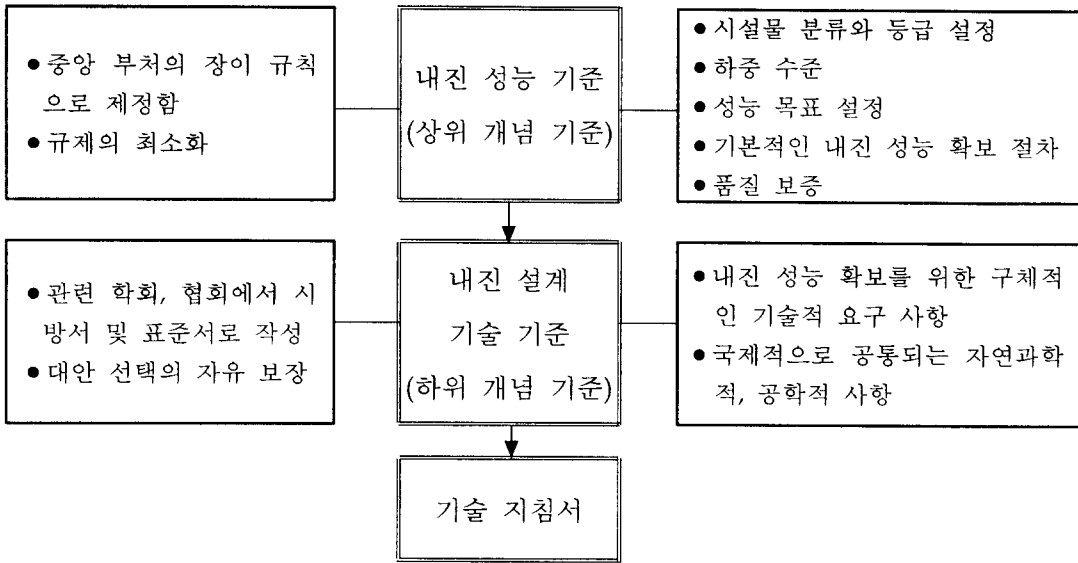 ● 중앙 부처의 장이 규칙
으로 제정함
● 규제의 최소화
내진 성능 기준
(상위 개념 기준)
● 시설물 분류와 등급 설정
● 하중 수준
● 성능 목표 설정
● 기본적인 내진 성능 확보 절차
● 품질 보증
● 관련 학회, 협회에서 시
방서 및 표준서로 작성
● 대안 선택의 자유 보장
내진 설계
기술 기준
(하위 개념 기준)
● 내진 성능 확보를 위한 구체적
인 기술적 요구 사항
● 국제적으로 공통되는 자연과학
적, 공학적 사항
기술 지침서